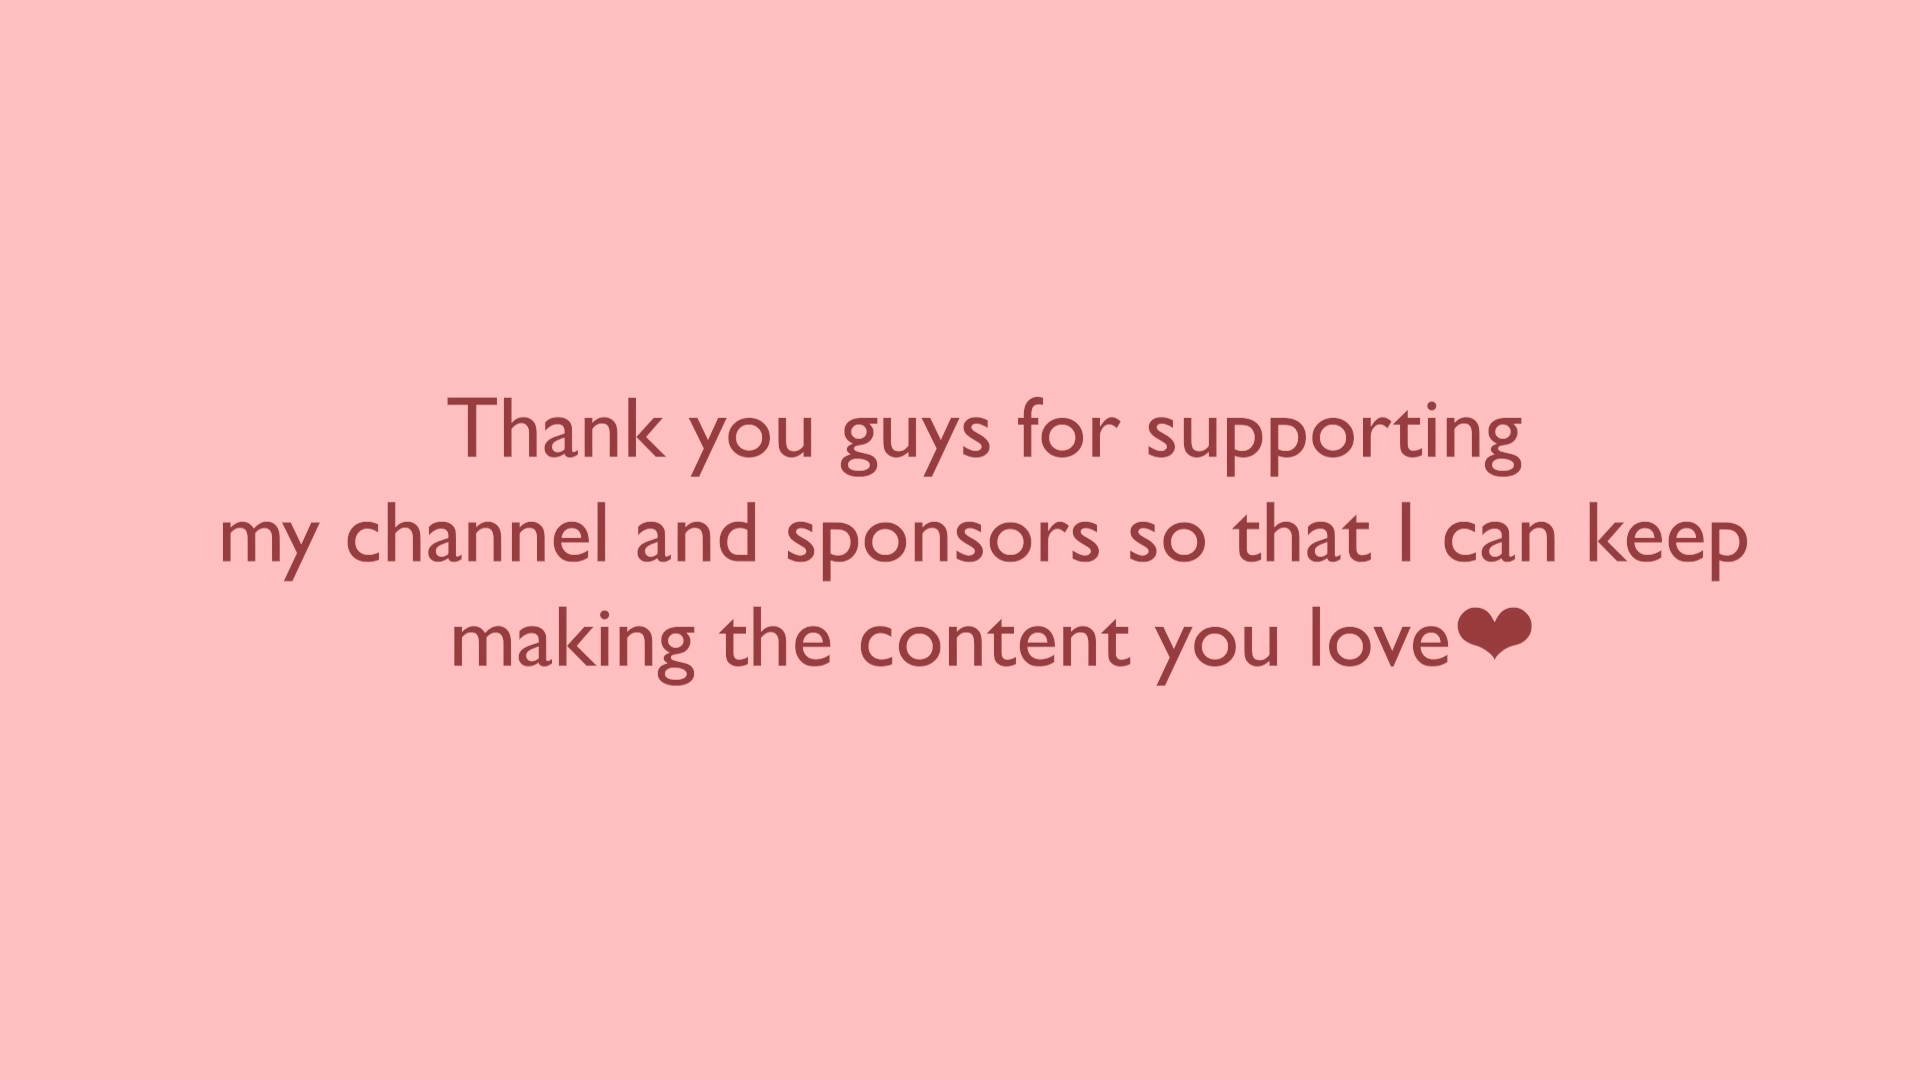 Thank you guys for supporting
my channel and sponsors so that I can keep
making the content you love❤